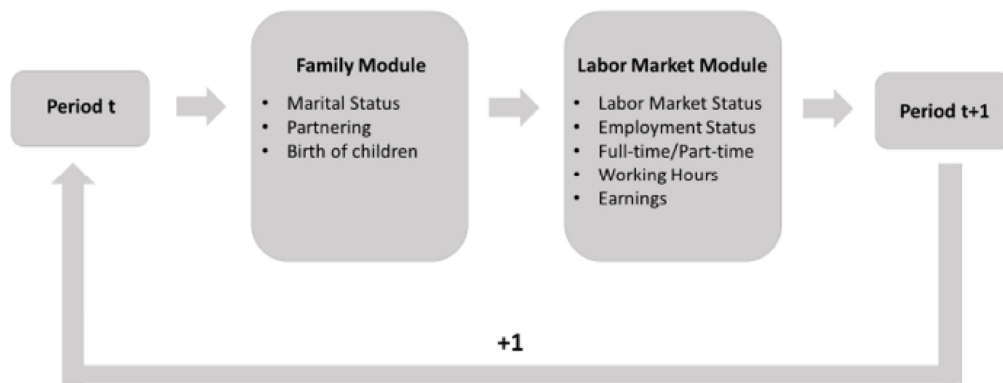 Period t
Family Module
• Marital Status
• Partnering
• Birth of children
Labor Market Module
• Labor Market Status
• Employment Status
• Full-time/Part-time
• Working Hours
• Earnings
Period t+1
+1